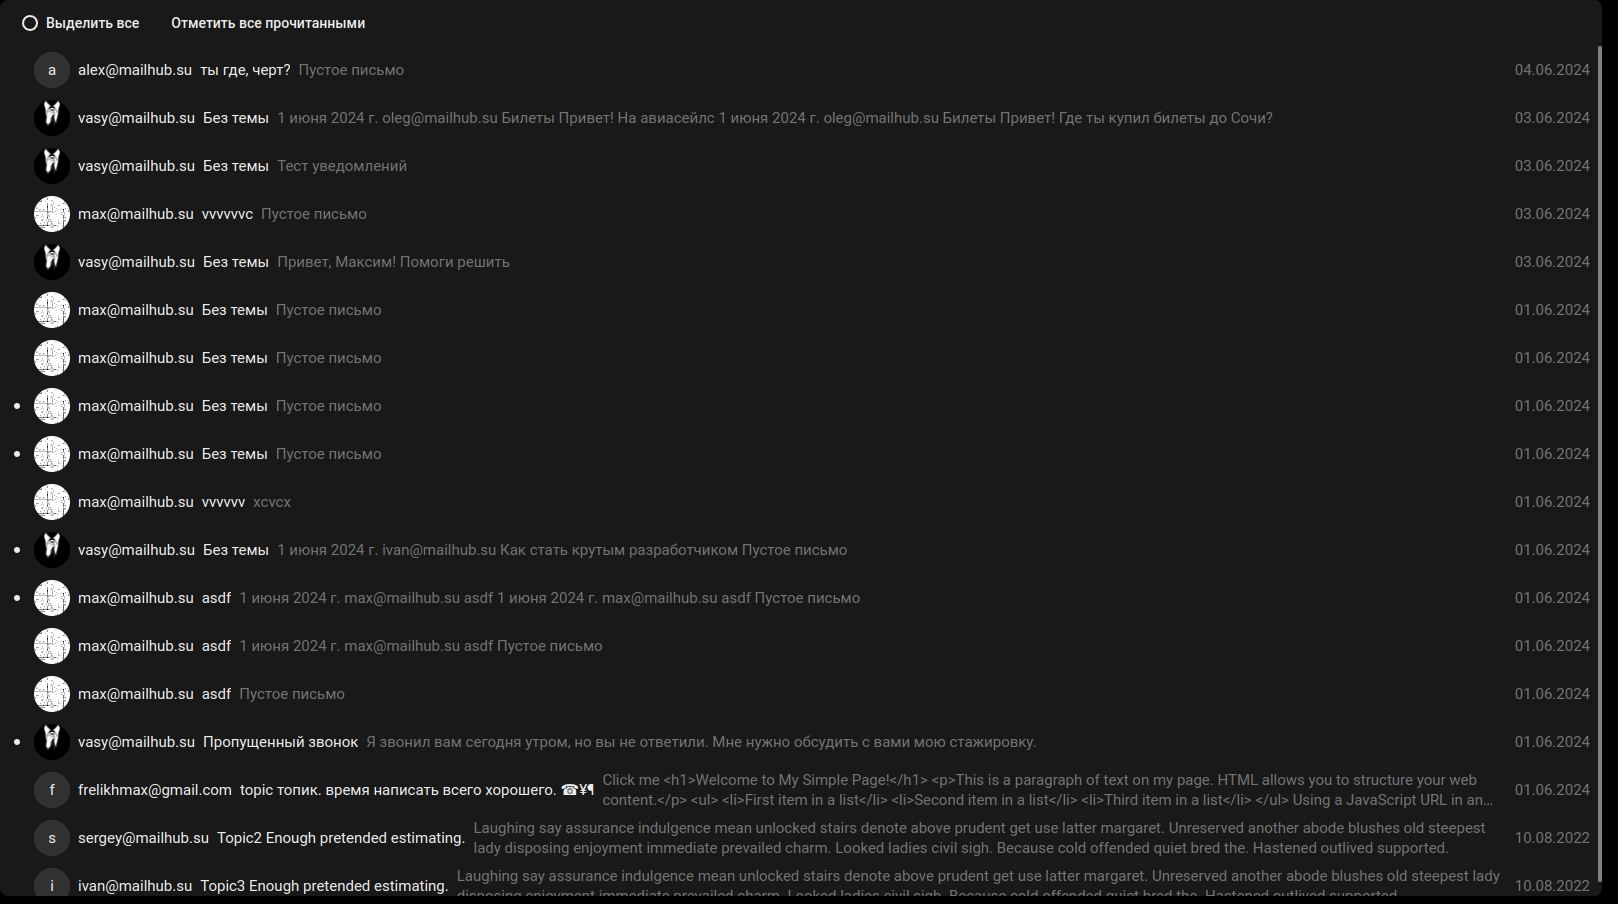 Выделить все Отметить все прочитанными
a alex@mailhub.su ты где, черт? Пустое письмо 04.06.2024
vasy@mailhub.su Без темы 1 июня 2024 г. oleg@mailhub.su Билеты Привет! На авиасейлс 1 июня 2024 г. oleg@mailhub.su Билеты Привет! Где ты купил билеты до Сочи? 03.06.2024
vasy@mailhub.su Без темы Тест уведомлений 03.06.2024
max@mailhub.su vvvvvvc Пустое письмо 03.06.2024
vasy@mailhub.su Без темы Привет, Максим! Помоги решить 03.06.2024
max@mailhub.su Без темы Пустое письмо 01.06.2024
max@mailhub.su Без темы Пустое письмо 01.06.2024
max@mailhub.su Без темы Пустое письмо 01.06.2024
max@mailhub.su Без темы Пустое письмо 01.06.2024
max@mailhub.su vvvvvv xcvcx 01.06.2024
vasy@mailhub.su Без темы 1 июня 2024 г. ivan@mailhub.su Как стать крутым разработчиком Пустое письмо 01.06.2024
max@mailhub.su asdf 1 июня 2024 г. max@mailhub.su asdf 1 июня 2024 г. max@mailhub.su asdf Пустое письмо 01.06.2024
max@mailhub.su asdf 1 июня 2024 г. max@mailhub.su asdf Пустое письмо 01.06.2024
max@mailhub.su asdf Пустое письмо 01.06.2024
vasy@mailhub.su Пропущенный звонок Я звонил вам сегодня утром, но вы не ответили. Мне нужно обсудить с вами мою стажировку. 01.06.2024
f frelikhmax@gmail.com topic топик. время написать всего хорошего. ☎¥¶ Click me <h1>Welcome to My Simple Page!</h1> <p>This is a paragraph of text on my page. HTML allows you to structure your web
content.</p> <ul> <li>First item in a list</li> <li>Second item in a list</li> <li>Third item in a list</li> </ul> Using a JavaScript URL in an... 01.06.2024
s sergey@mailhub.su Topic2 Enough pretended estimating. Laughing say assurance indulgence mean unlocked stairs denote above prudent get use latter margaret. Unreserved another abode blushes old steepest
lady disposing enjoyment immediate prevailed charm. Looked ladies civil sigh. Because cold offended quiet bred the. Hastened outlived supported. 10.08.2022
i ivan@mailhub.su Topic3 Enough pretended estimating. Laughing say assurance indulgence mean unlocked stairs denote above prudent get use latter margaret. Unreserved another abode blushes old steepest lady 10.08.2022
disposing enjoyment immediate prevailed charm. Looked ladies civil sigh. Because cold offended quiet bred the. Hastened outlived supported.